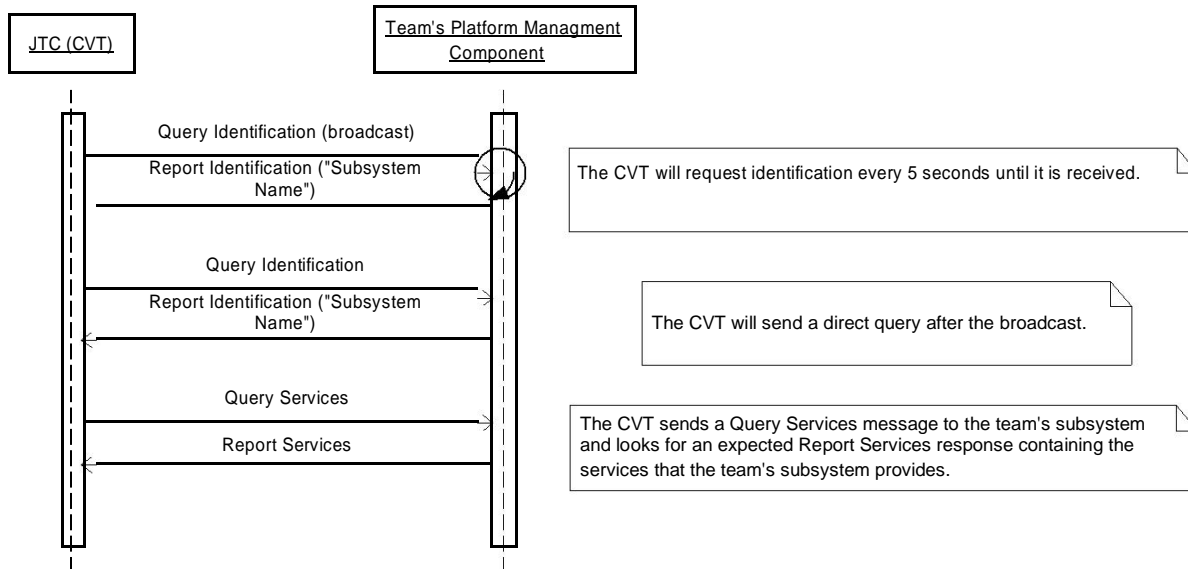 JTC (CVT)
Team's Platform Managment
Component
Query Identification (broadcast)
Report Identification ("Subsystem
Name")
The CVT will request identification every 5 seconds until it is received.
Query Identification
Report Identification ("Subsystem
Name")
The CVT will send a direct query after the broadcast.
Query Services
Report Services
The CVT sends a Query Services message to the team's subsystem
and looks for an expected Report Services response containing the
services that the team's subsystem provides.